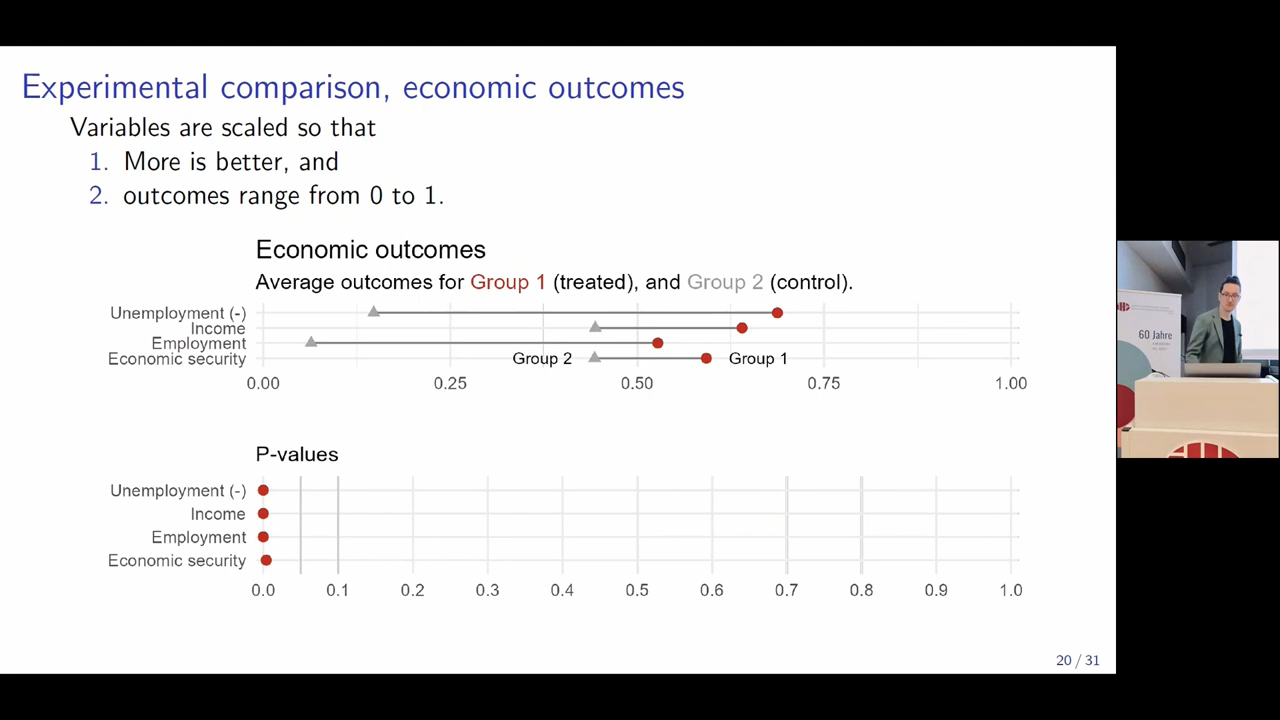 Experimental comparison, economic outcomes
Variables are scaled so that
1. More is better, and
2. outcomes range from 0 to 1.
Economic outcomes
Average outcomes for Group 1 (treated), and Group 2 (control).
Unemployment (-)
Income
Employment
Economic security
Group 2
Group 1
0.00 0.25 0.50 0.75 1.00
P-values
Unemployment (-)
Income
Employment
Economic security
0.0 0.1 0.2 0.3 0.4 0.5 0.6 0.7 0.8 0.9 1.0
20 / 31
60 Jahre